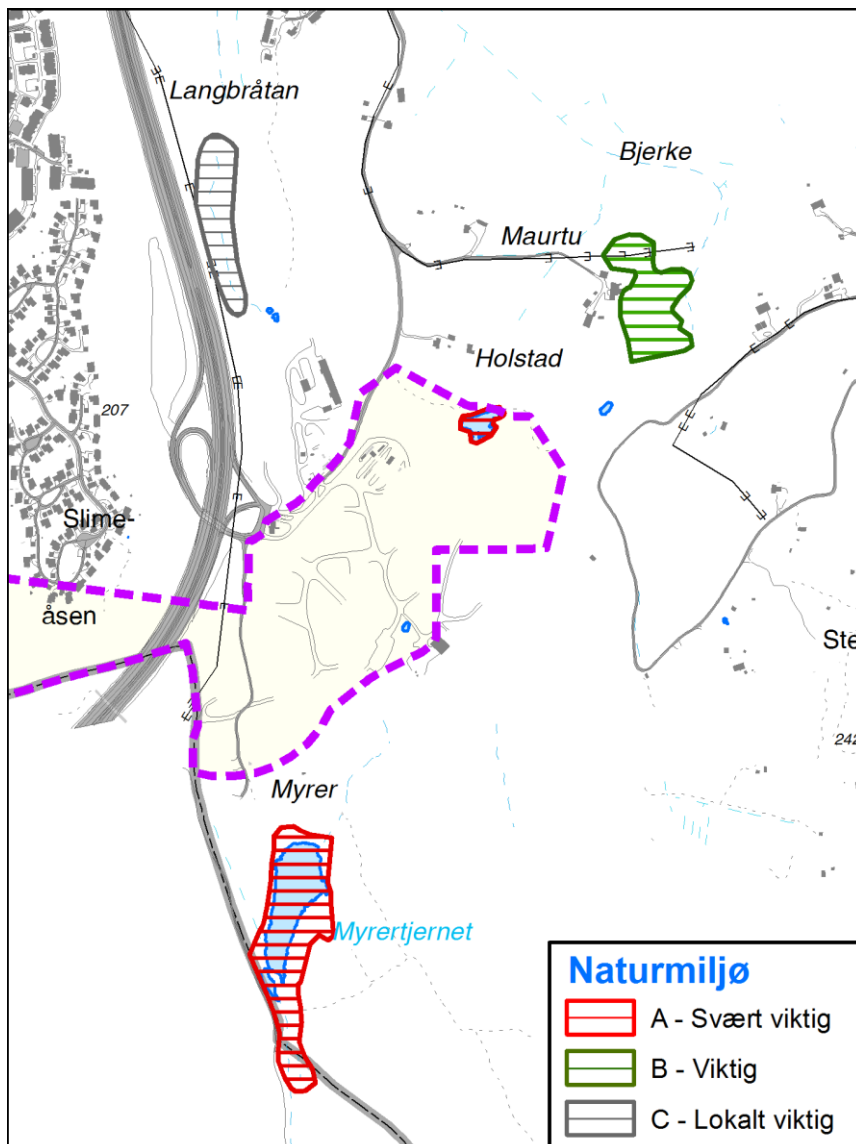 Langbråtan
Bjerke
Maurtu
Holstad
207
Slime-
åsen
Ste
242
Myrer
Myrertjernet
Naturmiljø
A - Svært viktig
B - Viktig
C - Lokalt viktig